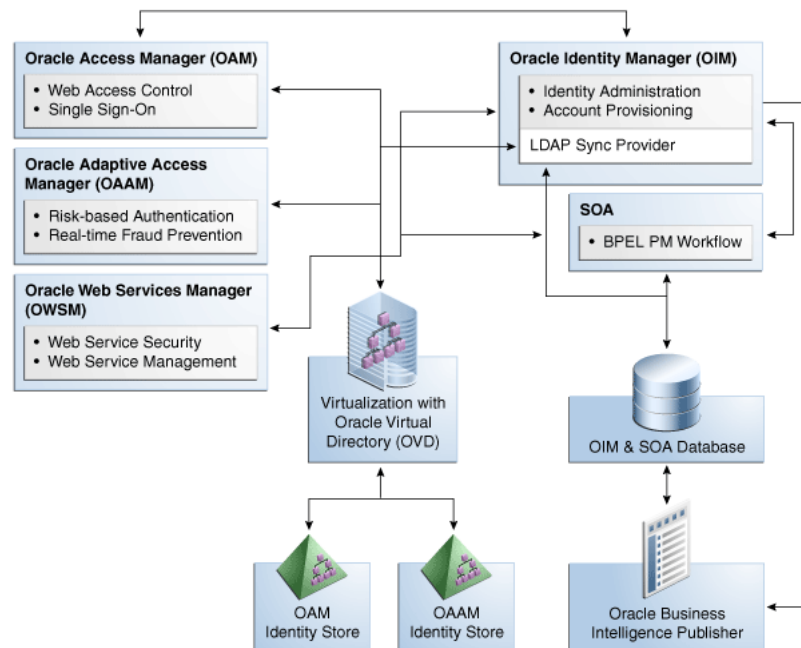 Oracle Access Manager (OAM)
• Web Access Control
• Single Sign-On
Oracle Adaptive Access
Manager (OAAM)
• Risk-based Authentication
• Real-time Fraud Prevention
Oracle Web Services Manager
(OWSM)
• Web Service Security
• Web Service Management
Oracle Identity Manager (OIM)
• Identity Administration
• Account Provisioning
LDAP Sync Provider
SOA
• BPEL PM Workflow
Virtualization with
Oracle Virtual
Directory (OVD)
OIM & SOA Database
OAM
Identity Store
OAAM
Identity Store
Oracle Business
Intelligence Publisher